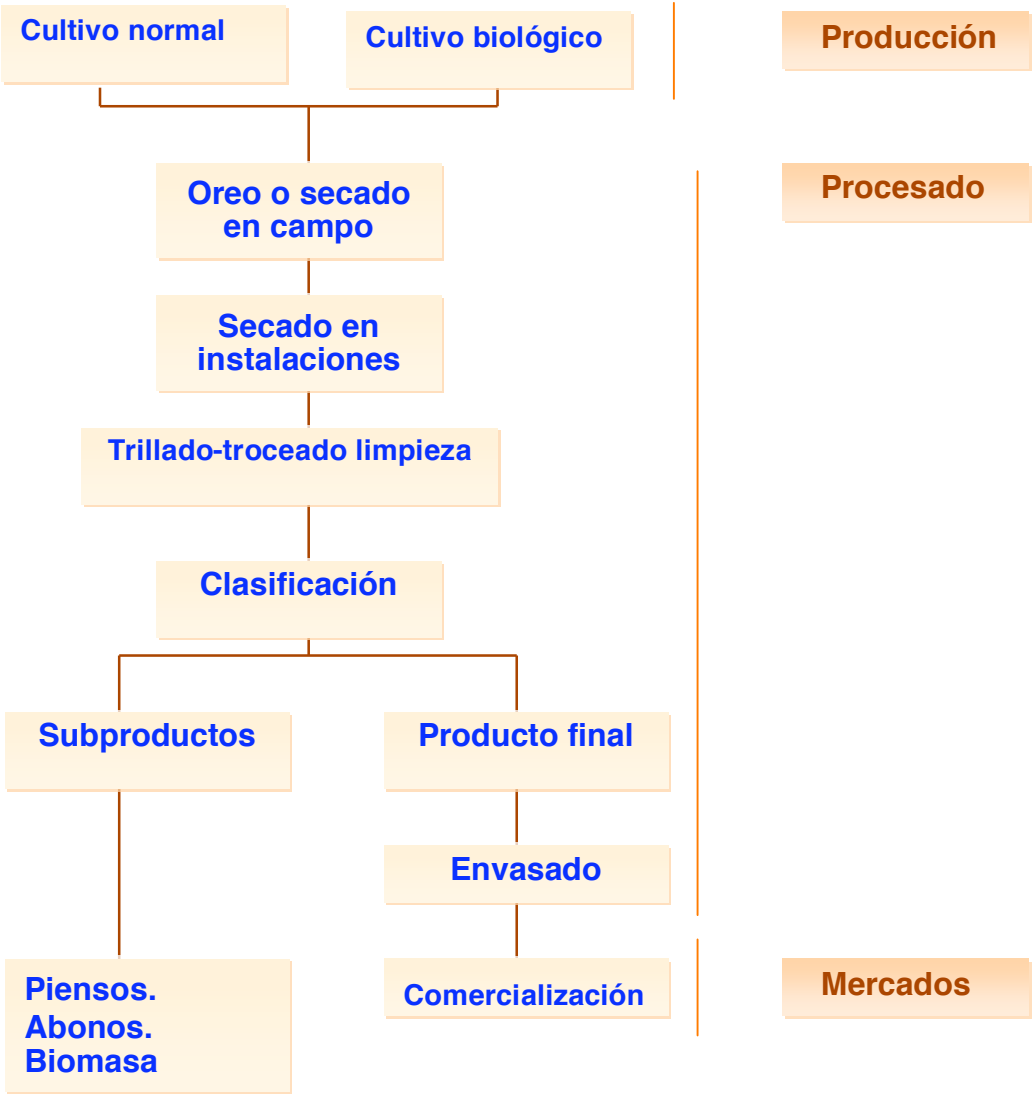 Cultivo normal
Cultivo biológico
Producción
Oreo o secado
en campo
Procesado
Secado en
instalaciones
Trillado-troceado limpieza
Clasificación
Subproductos
Producto final
Envasado
Piensos.
Abonos.
Biomasa
Comercialización
Mercados